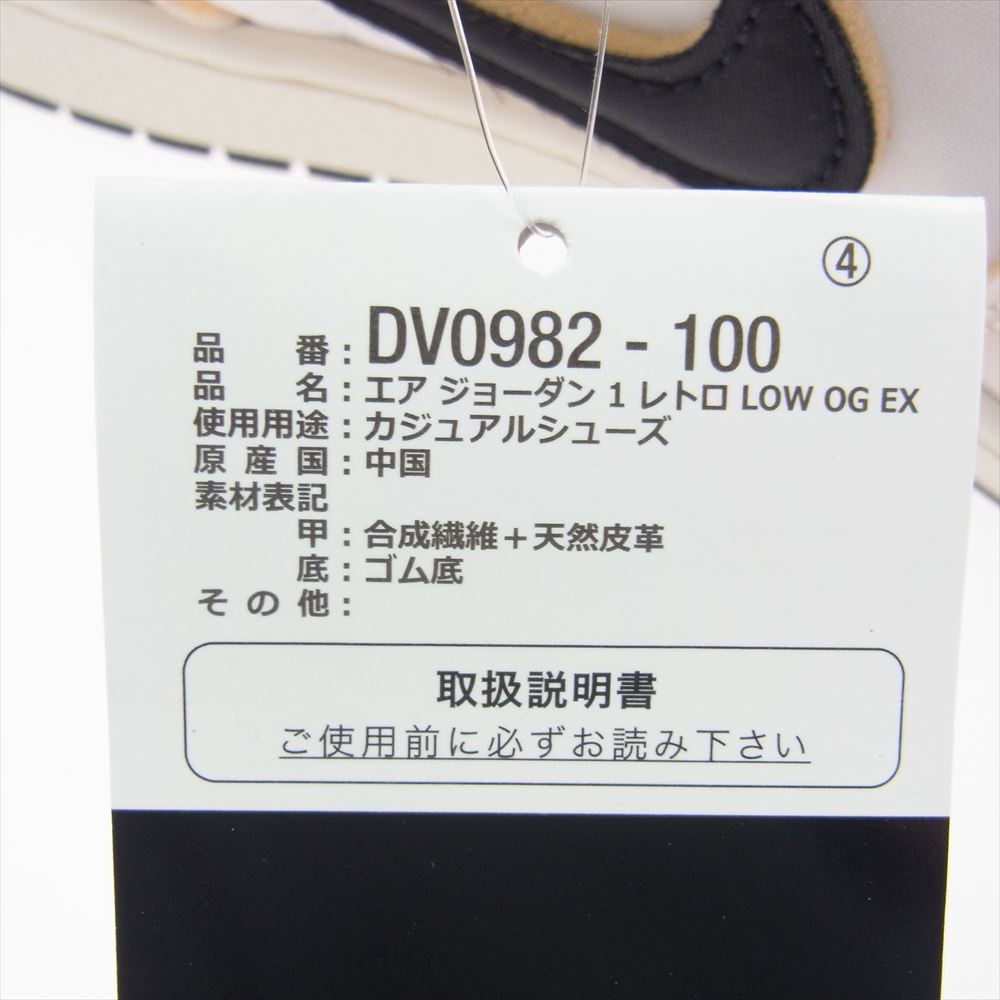 ④
品番：DV0982 - 100
品名：エア ジョーダン 1 レトロ LOW OG EX
使用用途：カジュアルシューズ
原産国：中国
素材表記
甲：合成繊維＋天然皮革
底：ゴム底
その他：
取扱説明書
ご使用前に必ずお読み下さい